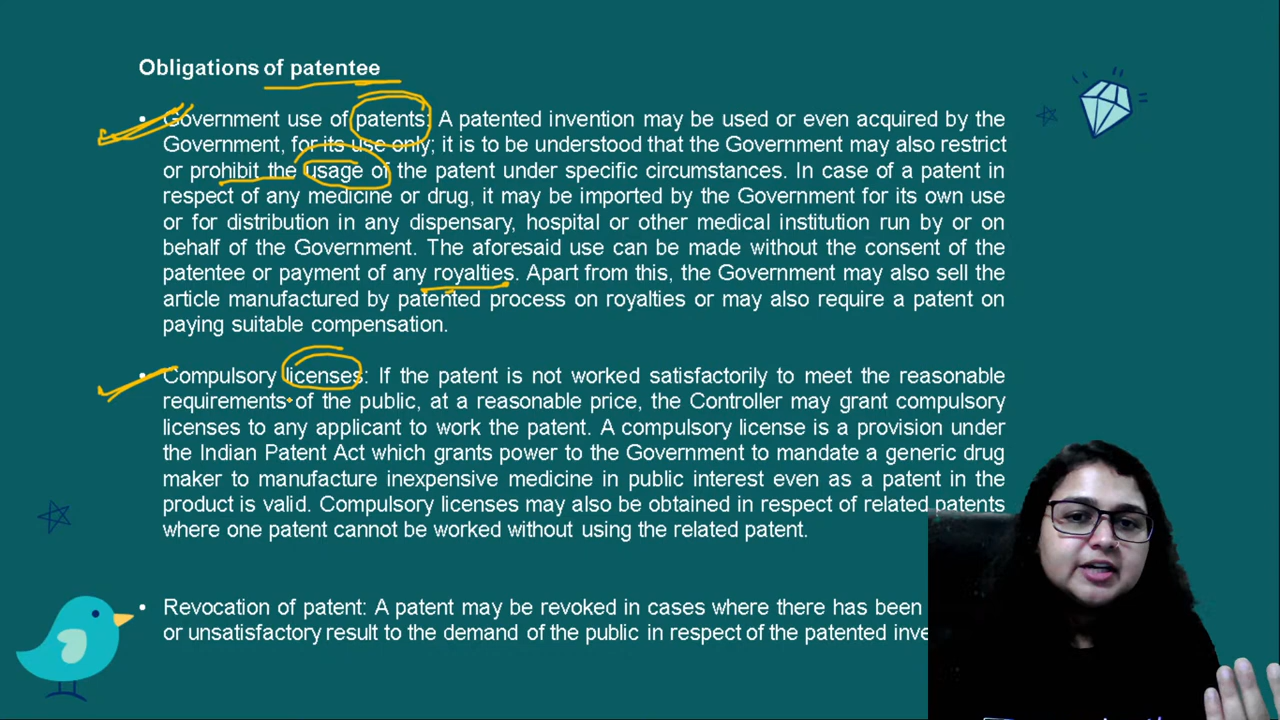 Obligations of patentee
• Government use of patents: A patented invention may be used or even acquired by the
Government, for its use only; it is to be understood that the Government may also restrict
or prohibit the usage of the patent under specific circumstances. In case of a patent in
respect of any medicine or drug, it may be imported by the Government for its own use
or for distribution in any dispensary, hospital or other medical institution run by or on
behalf of the Government. The aforesaid use can be made without the consent of the
patentee or payment of any royalties. Apart from this, the Government may also sell the
article manufactured by patented process on royalties or may also require a patent on
paying suitable compensation.
• Compulsory licenses: If the patent is not worked satisfactorily to meet the reasonable
requirements of the public, at a reasonable price, the Controller may grant compulsory
licenses to any applicant to work the patent. A compulsory license is a provision under
the Indian Patent Act which grants power to the Government to mandate a generic drug
maker to manufacture inexpensive medicine in public interest even as a patent in the
product is valid. Compulsory licenses may also be obtained in respect of related patents
where one patent cannot be worked without using the related patent.
• Revocation of patent: A patent may be revoked in cases where there has been
or unsatisfactory result to the demand of the public in respect of the patented